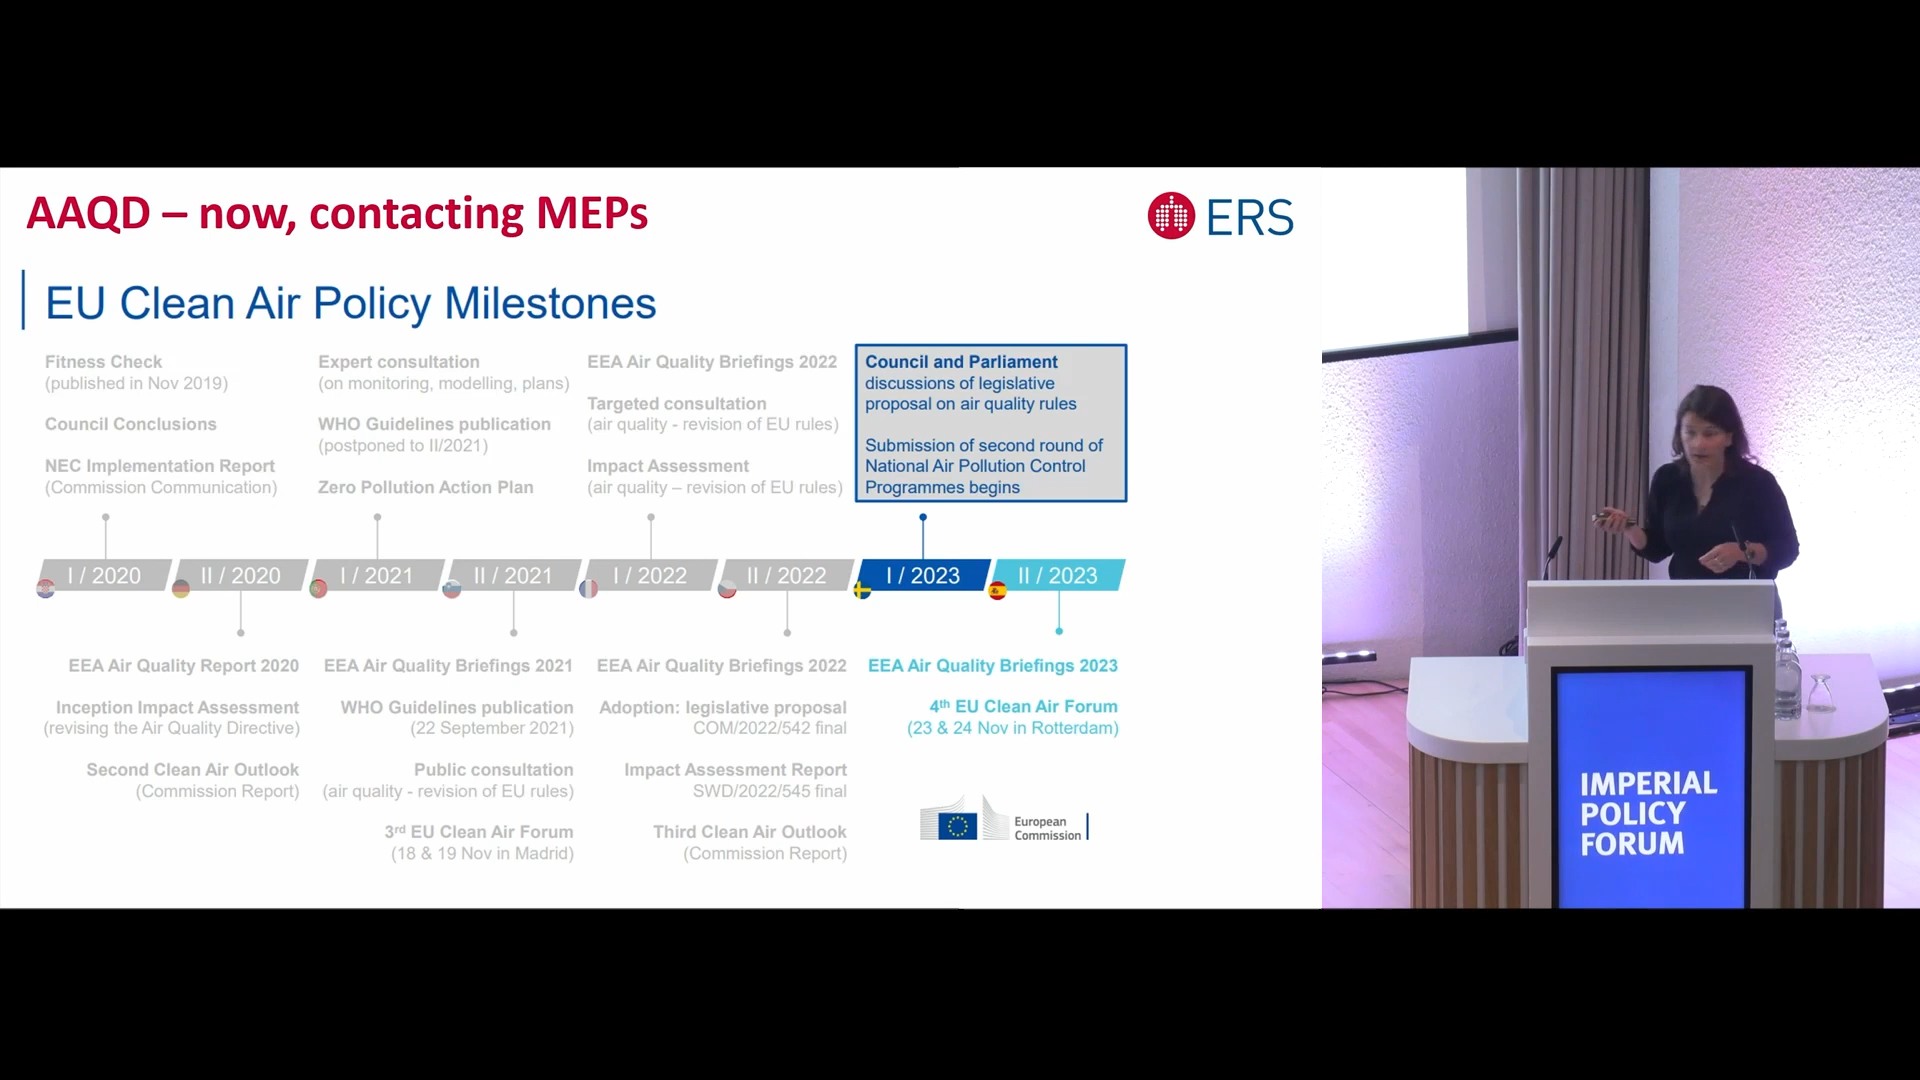 AAQD – now, contacting MEPs
ERS
EU Clean Air Policy Milestones
Fitness Check
(published in Nov 2019)
Council Conclusions
NEC Implementation Report
(Commission Communication)
Expert consultation
(on monitoring, modelling, plans)
WHO Guidelines publication
(postponed to II/2021)
Zero Pollution Action Plan
EEA Air Quality Briefings 2022
Targeted consultation
(air quality - revision of EU rules)
Impact Assessment
(air quality – revision of EU rules)
Council and Parliament
discussions of legislative
proposal on air quality rules
Submission of second round of
National Air Pollution Control
Programmes begins
I / 2020
II / 2020
I / 2021
II / 2021
I / 2022
II / 2022
I / 2023
II / 2023
EEA Air Quality Report 2020
Inception Impact Assessment
(revising the Air Quality Directive)
Second Clean Air Outlook
(Commission Report)
EEA Air Quality Briefings 2021
WHO Guidelines publication
(22 September 2021)
Public consultation
(air quality - revision of EU rules)
3rd EU Clean Air Forum
(18 & 19 Nov in Madrid)
EEA Air Quality Briefings 2022
Adoption: legislative proposal
COM/2022/542 final
Impact Assessment Report
SWD/2022/545 final
Third Clean Air Outlook
(Commission Report)
EEA Air Quality Briefings 2023
4th EU Clean Air Forum
(23 & 24 Nov in Rotterdam)
European
Commission
IMPERIAL
POLICY
FORUM